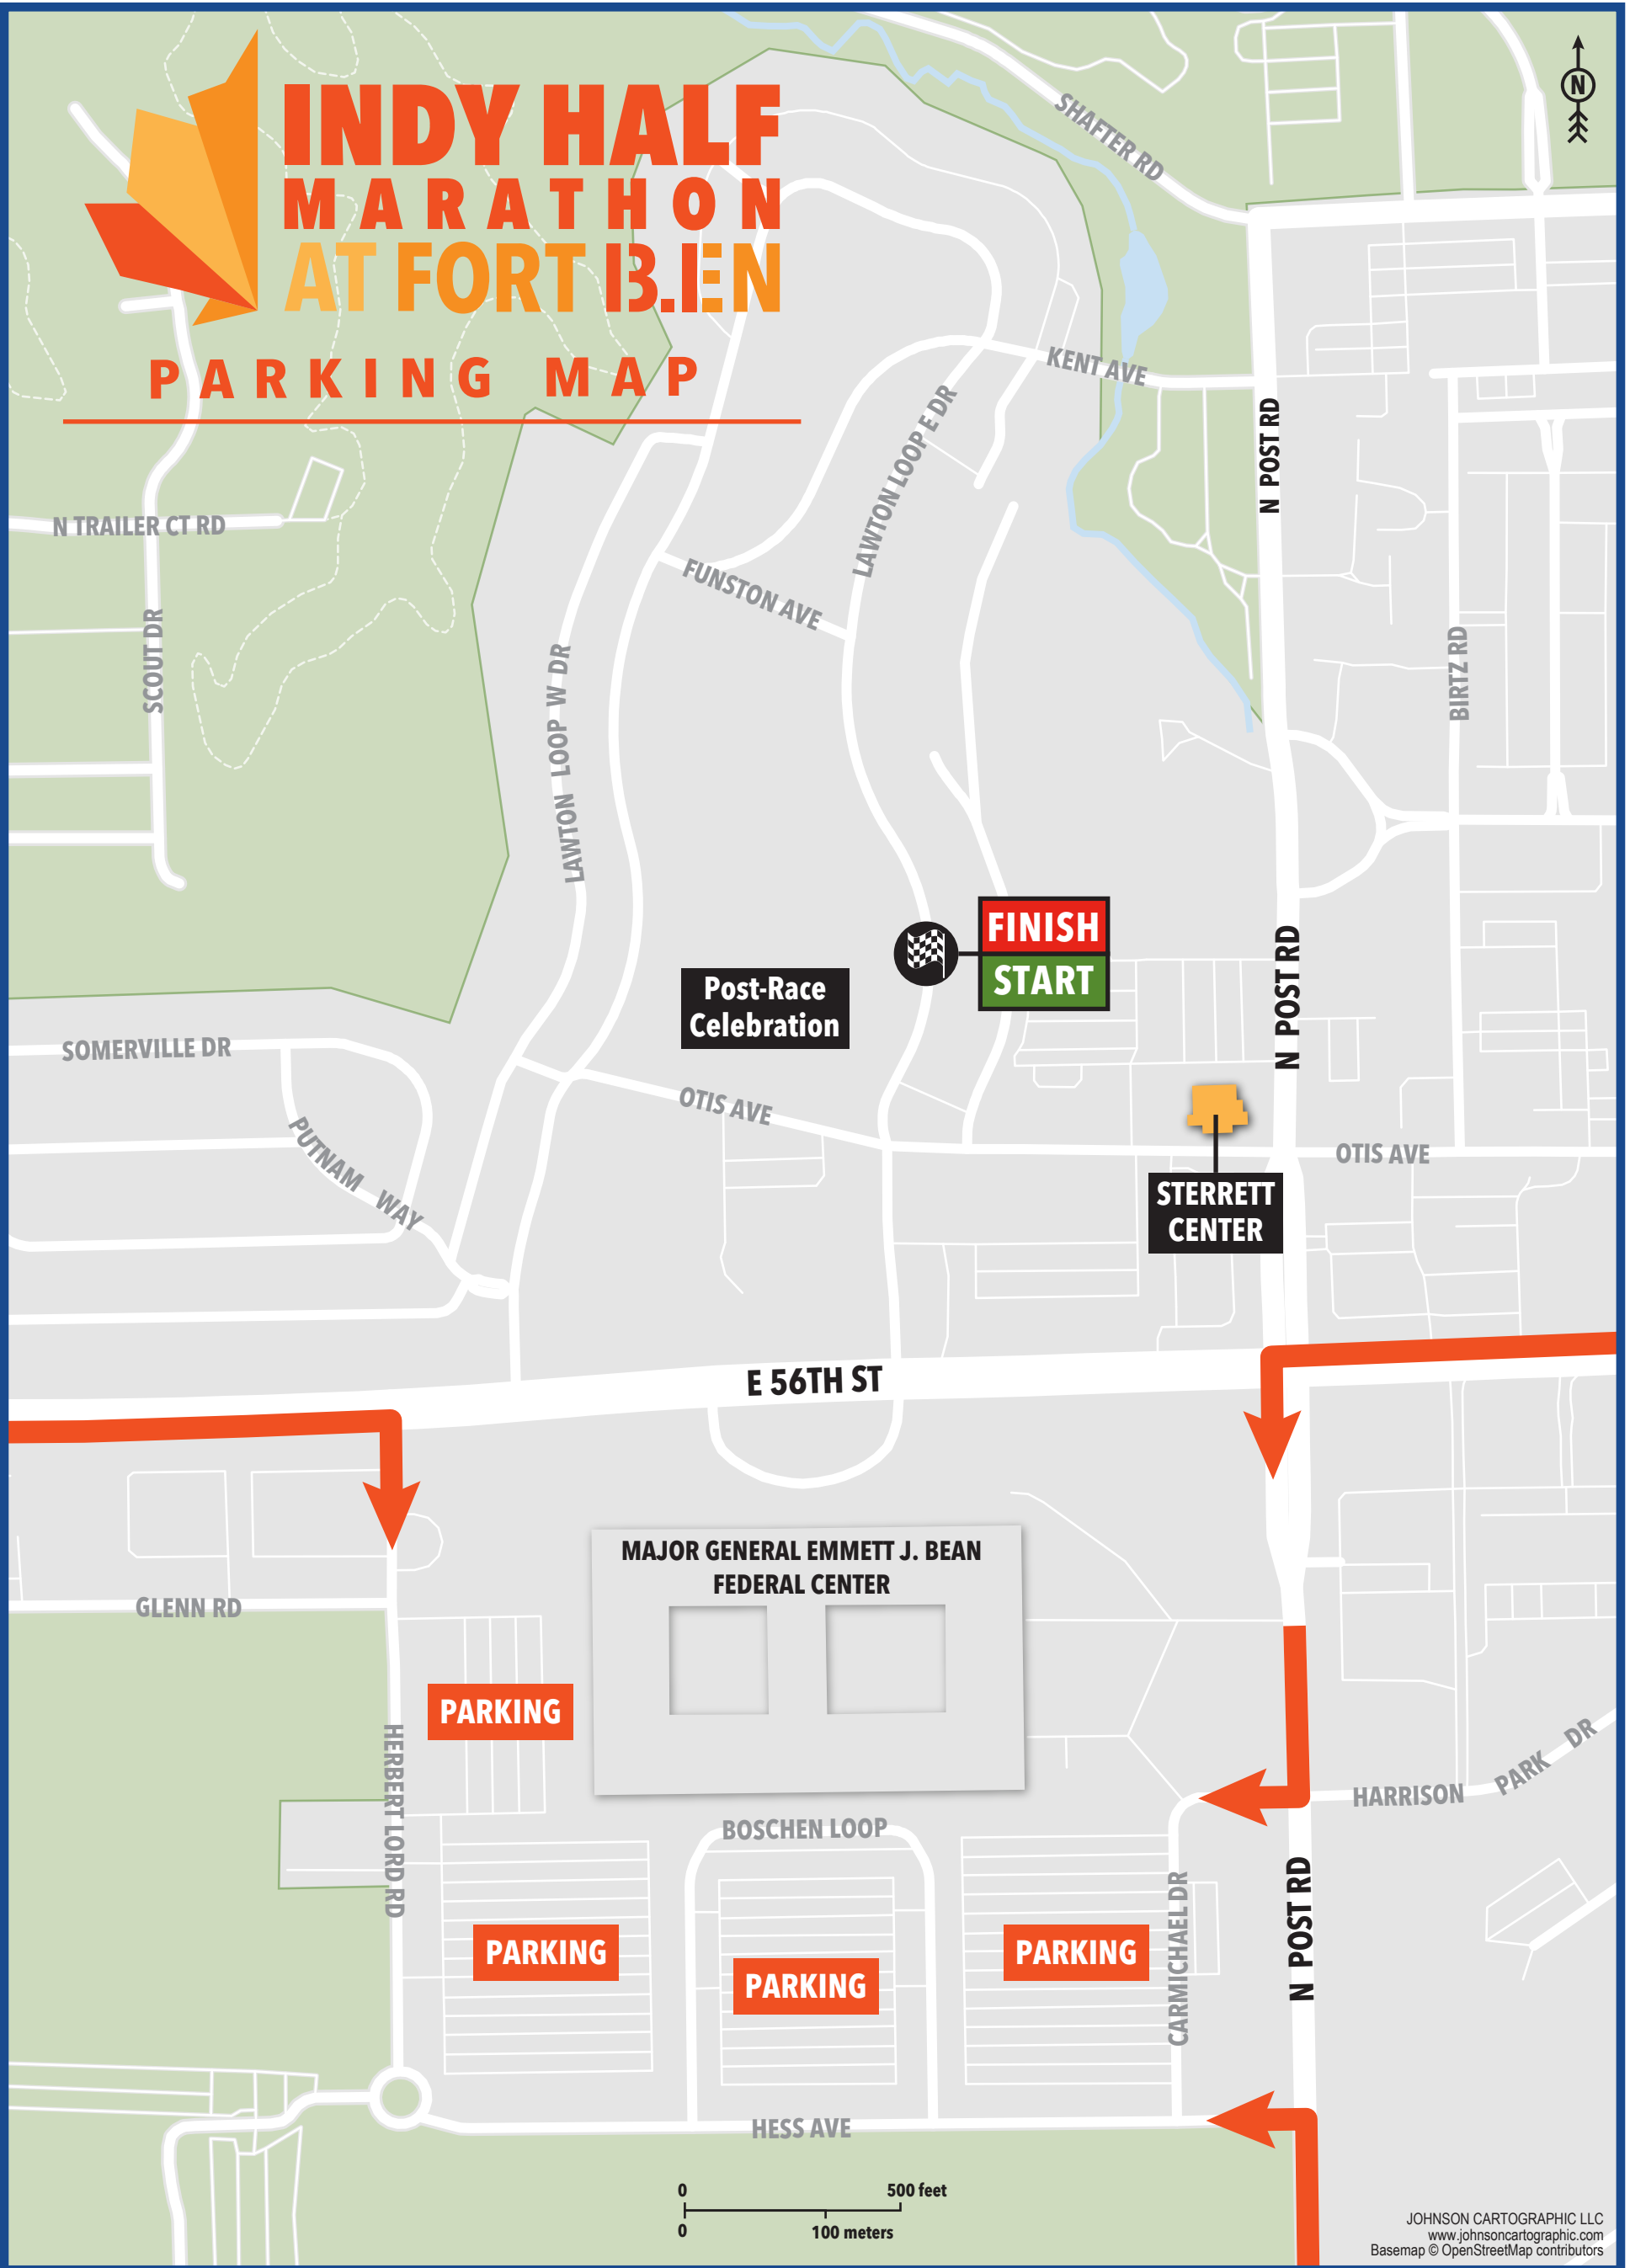 INDY HALF
MARATHON
AT FORT BEN
PARKING MAP
N
SHAFTER RD
KENT AVE
N POST RD
LAWTON LOOP E DR
N TRAILER CT RD
FUNSTON AVE
SCOUT DR
LAWTON LOOP W DR
BIRTZ RD
FINISH
START
Post-Race
Celebration
N POST RD
SOMERVILLE DR
OTIS AVE
PUTNAM WAY
OTIS AVE
STERRETT
CENTER
E 56TH ST
MAJOR GENERAL EMMETT J. BEAN
FEDERAL CENTER
GLENN RD
PARKING
HERBERT LORD RD
HARRISON PARK DR
BOSCHEN LOOP
CARMICHAEL DR
N POST RD
PARKING
PARKING
PARKING
HESS AVE
0 500 feet
0 100 meters
JOHNSON CARTOGRAPHIC LLC
www.johnsoncartographic.com
Basemap © OpenStreetMap contributors